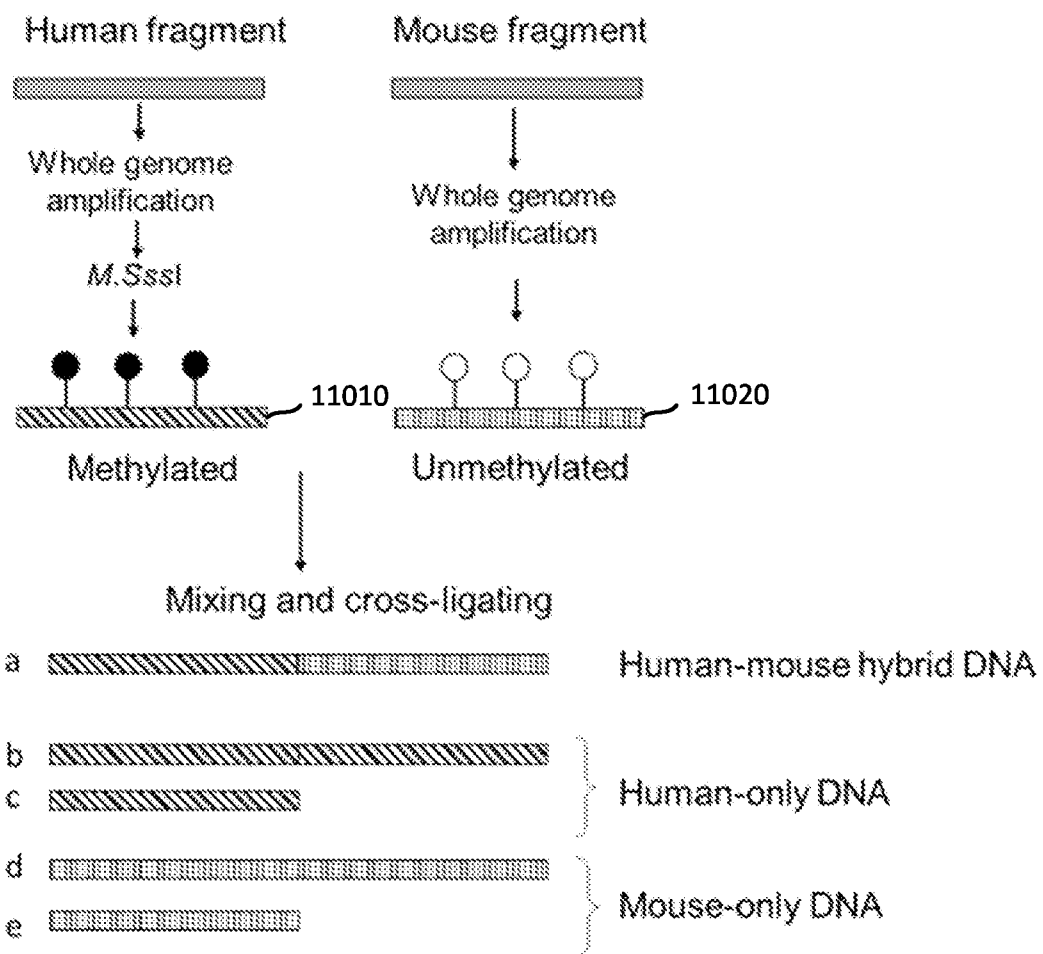 Human fragment
Mouse fragment
Whole genome
amplification
Whole genome
amplification
M.SssI
11010
11020
Methylated
Unmethylated
Mixing and cross-ligating
a
Human-mouse hybrid DNA
b
c
Human-only DNA
d
e
Mouse-only DNA